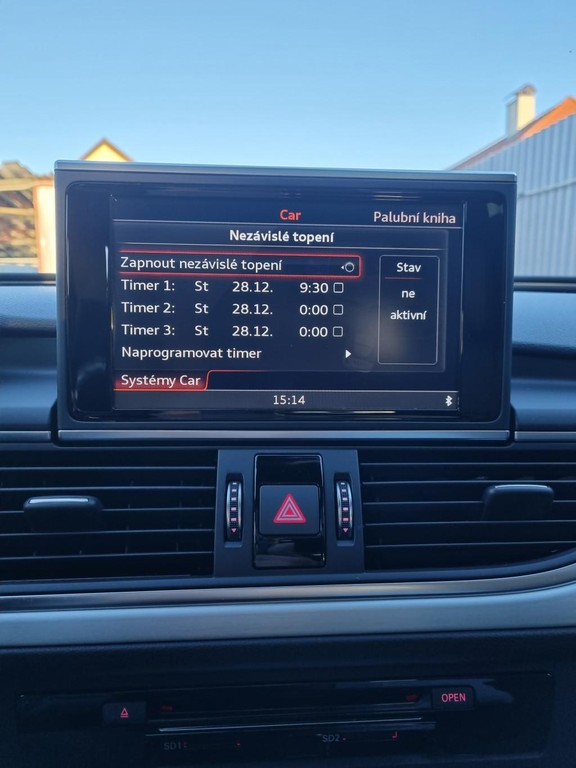 Car
Palubní kniha
Nezávislé topení
Zapnout nezávislé topení
Timer 1: St 28.12. 9:30
Timer 2: St 28.12. 0:00
Timer 3: St 28.12. 0:00
Naprogramovat timer
Stav
ne
aktivní
Systémy Car
15:14
OPEN
SD1
SD2